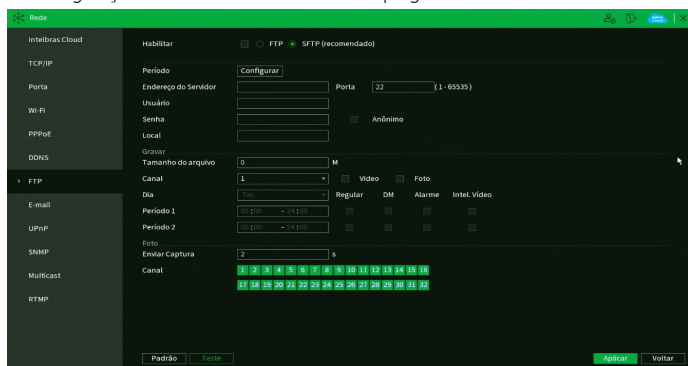 Rede
Intelbras Cloud
TCP/IP
Porta
Wi-Fi
PPPoE
DDNS
FTP
E-mail
UPnP
SNMP
Multicast
RTMP
Habilitar FTP SFTP (recomendado)
Período Configurar
Endereço do Servidor Porta 22 (1-65535)
Usuário
Senha Anônimo
Local
Gravar
Tamanho do arquivo 0 M
Canal 1 Vídeo Foto
Dia Ter Regular DM Alarme Intel. Vídeo
Período 1 00:00 - 24:00
Período 2 00:00 - 24:00
Foto
Enviar Captura 2 s
Canal 1 2 3 4 5 6 7 8 9 10 11 12 13 14 15 16
17 18 19 20 21 22 23 24 25 26 27 28 29 30 31 32
Padrão Teste Aplicar Voltar